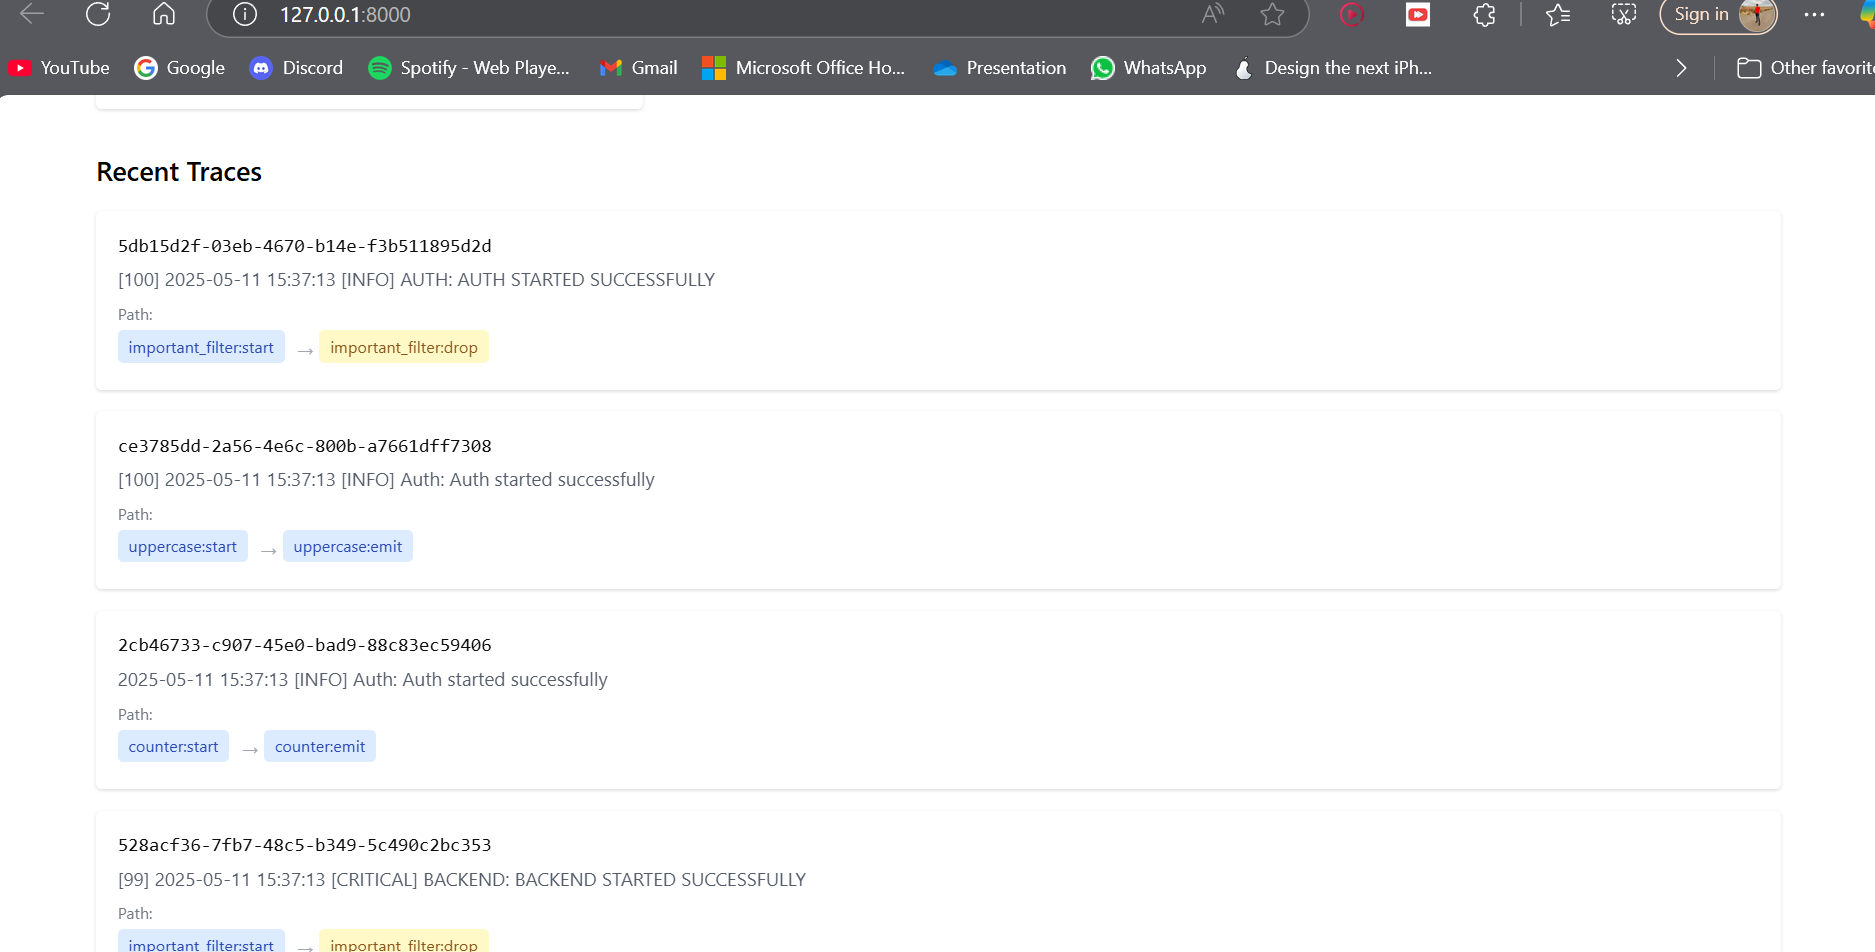 127.0.0.1:8000
Sign in
YouTube Google Discord Spotify - Web Playe... Gmail Microsoft Office Ho... Presentation WhatsApp Design the next iPh... Other favorite
Recent Traces
5db15d2f-03eb-4670-b14e-f3b511895d2d
[100] 2025-05-11 15:37:13 [INFO] AUTH: AUTH STARTED SUCCESSFULLY
Path:
important_filter:start → important_filter:drop
ce3785dd-2a56-4e6c-800b-a7661dff7308
[100] 2025-05-11 15:37:13 [INFO] Auth: Auth started successfully
Path:
uppercase:start → uppercase:emit
2cb46733-c907-45e0-bad9-88c83ec59406
2025-05-11 15:37:13 [INFO] Auth: Auth started successfully
Path:
counter:start → counter:emit
528acf36-7fb7-48c5-b349-5c490c2bc353
[99] 2025-05-11 15:37:13 [CRITICAL] BACKEND: BACKEND STARTED SUCCESSFULLY
Path:
important_filter:start → important_filter:drop